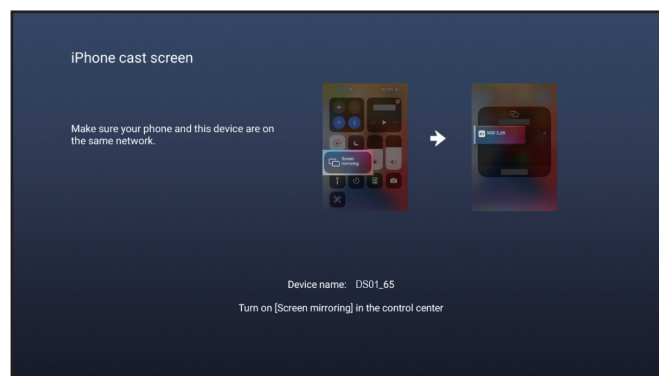 iPhone cast screen
Make sure your phone and this device are on
the same network.
Screen
mirroring
Device name: DS01_65
Turn on [Screen mirroring] in the control center